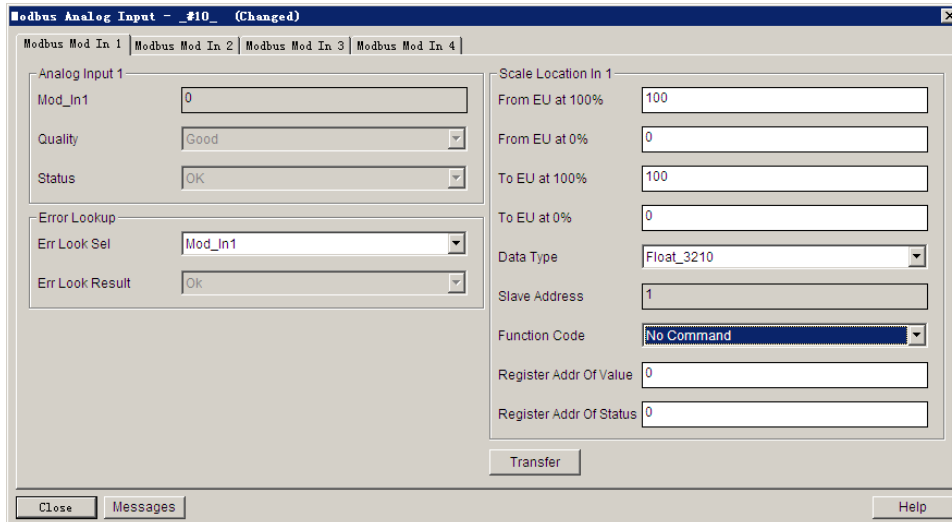 Modbus Analog Input - _#10_ (Changed)
Modbus Mod In 1 Modbus Mod In 2 Modbus Mod In 3 Modbus Mod In 4
Analog Input 1
Mod_In1 0
Quality Good
Status OK
Error Lookup
Err Look Sel Mod_In1
Err Look Result Ok
Scale Location In 1
From EU at 100% 100
From EU at 0% 0
To EU at 100% 100
To EU at 0% 0
Data Type Float_3210
Slave Address 1
Function Code No Command
Register Addr Of Value 0
Register Addr Of Status 0
Transfer
Close Messages Help